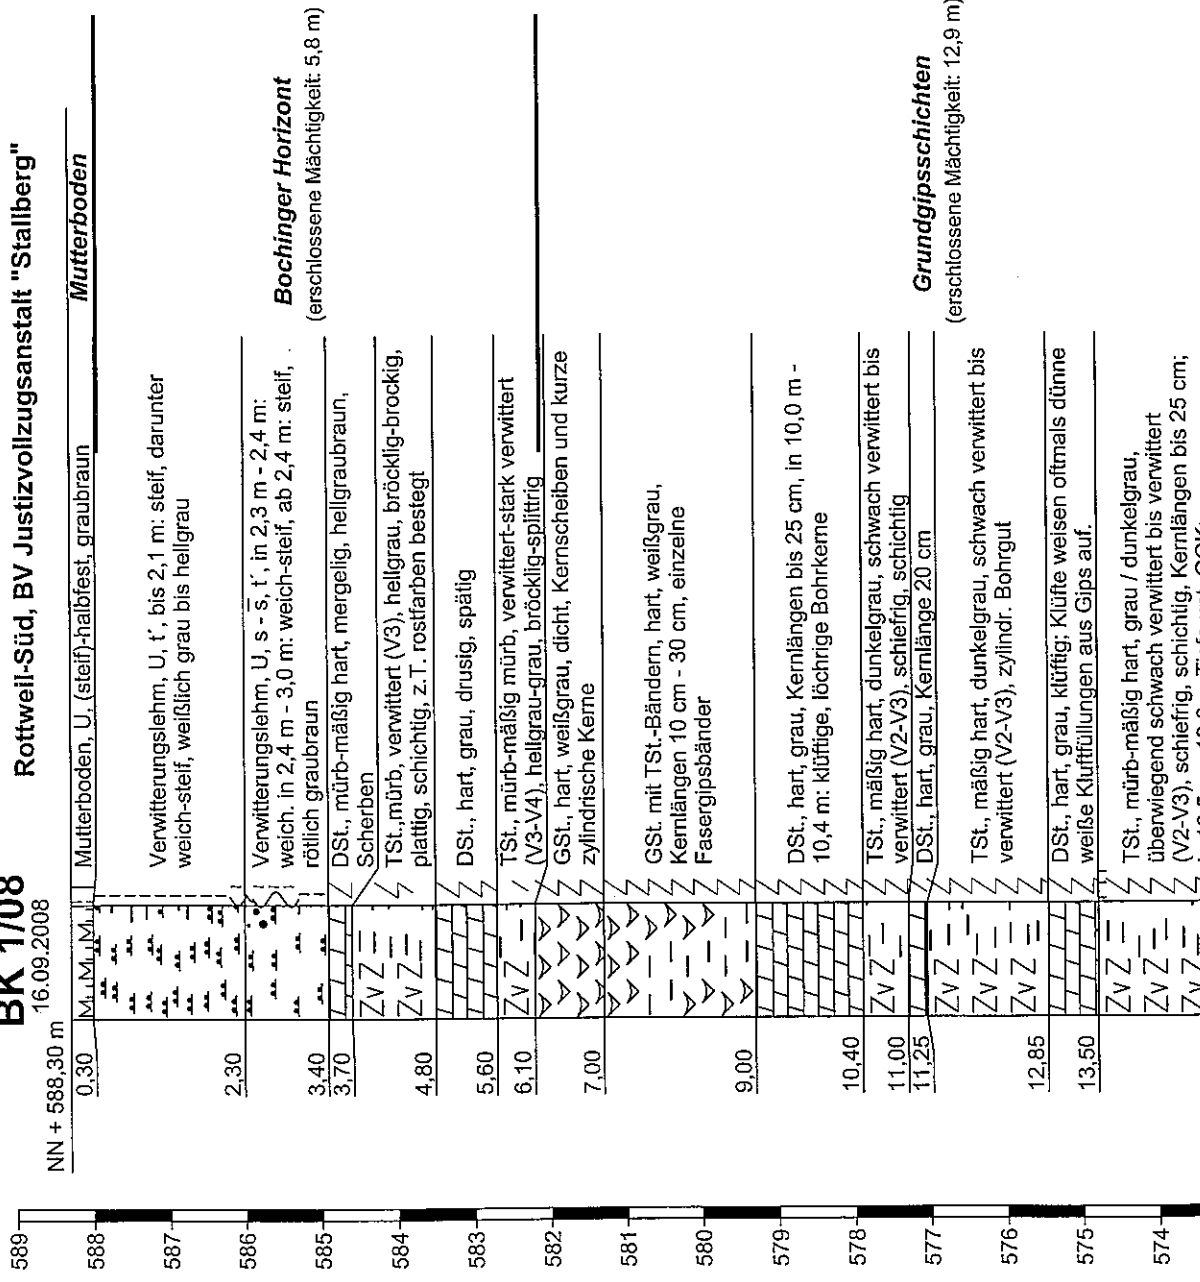 Rottweil-Süd, BV Justizvollzugsanstalt "Stallberg"
BK 1/08
16.09.2008
NN + 588,30 m
589
588
587
586
585
584
583
582
581
580
579
578
577
576
575
574
0,30
Mutterboden, U, (steif)-halbfest, graubraun
Mutterboden
2,30
Verwitterungslehm, U, t', bis 2,1 m: steif, darunter
weich-steif, weißlich grau bis hellgrau
3,40
Verwitterungslehm, U, s - s̅, t', in 2,3 m - 2,4 m:
weich. in 2,4 m - 3,0 m: weich-steif, ab 2,4 m: steif,
rötlich graubraun
Bochinger Horizont
(erschlossene Mächtigkeit: 5,8 m)
3,70
DSt., mürb-mäßig hart, mergelig, hellgraubraun,
Scherben
4,80
TSt.,mürb, verwittert (V3), hellgrau, bröcklig-brockig,
plattig, schichtig, z.T. rostfarben bestegt
5,60
DSt., hart, grau, drusig, spätig
6,10
TSt., mürb-mäßig mürb, verwittert-stark verwittert
(V3-V4), hellgrau-grau, bröcklig-splittrig
7,00
GSt., hart, weißgrau, dicht, Kernscheiben und kurze
zylindrische Kerne
9,00
GSt. mit TSt.-Bändern, hart, weißgrau,
Kernlängen 10 cm - 30 cm, einzelne
Fasergipsbänder
10,40
DSt., hart, grau, Kernlängen bis 25 cm, in 10,0 m -
10,4 m: klüftige, löchrige Bohrkerne
11,00
TSt., mäßig hart, dunkelgrau, schwach verwittert bis
verwittert (V2-V3), schiefrig, schichtig
11,25
DSt., hart, grau, Kernlänge 20 cm
Grundgipsschichten
(erschlossene Mächtigkeit: 12,9 m)
12,85
TSt., mäßig hart, dunkelgrau, schwach verwittert bis
verwittert (V2-V3), zylindr. Bohrgut
13,50
DSt., hart, grau, klüftig; Klüfte weisen oftmals dünne
weiße Kluftfüllungen aus Gips auf.
TSt., mürb-mäßig hart, grau / dunkelgrau,
überwiegend schwach verwittert bis verwittert
(V2-V3), schiefrig, schichtig, Kernlängen bis 25 cm;